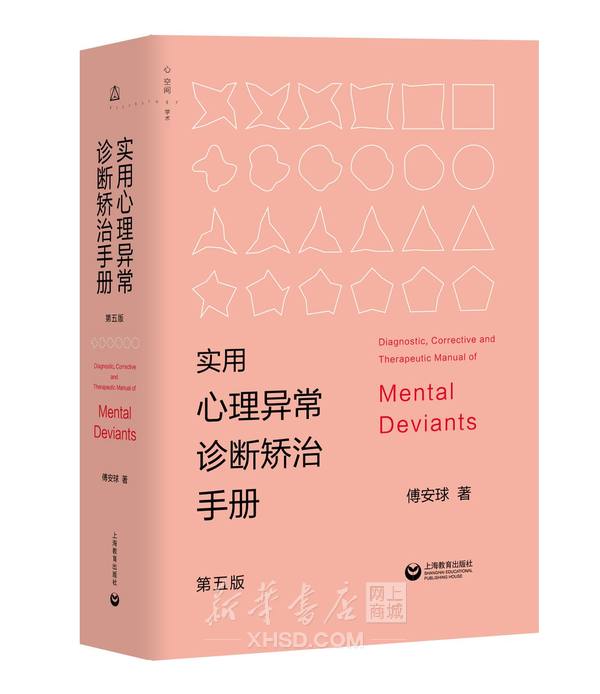 心空间
学术
实用心理异常
诊断矫治手册
第五版
Diagnostic, Corrective
and
Therapeutic Manual of
Mental
Deviants
傅安球 著
上海教育出版社
Diagnostic, Corrective and
Therapeutic Manual of
Mental
Deviants
实用
心理异常
诊断矫治
手册
傅安球 著
上海教育出版社
SHANGHAI EDUCATIONAL
PUBLISHING HOUSE
第五版
新华书店
网上
商城
XHSD.COM